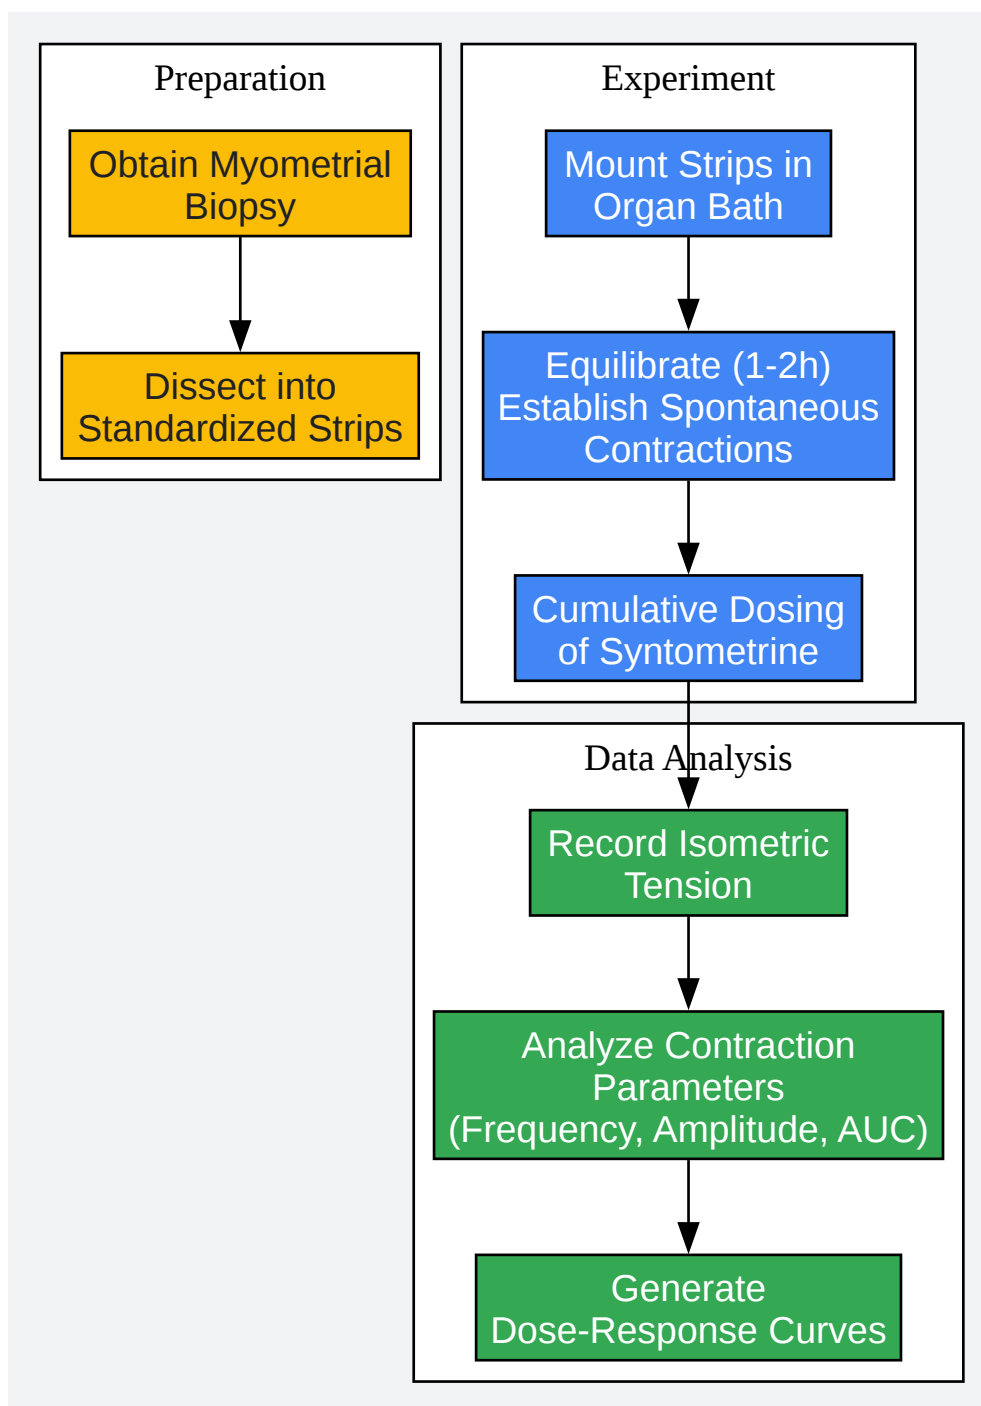 Preparation
Obtain Myometrial
Biopsy
Dissect into
Standardized Strips
Experiment
Mount Strips in
Organ Bath
Equilibrate (1-2h)
Establish Spontaneous
Contractions
Cumulative Dosing
of Syntometrine
Data Analysis
Record Isometric
Tension
Analyze Contraction
Parameters
(Frequency, Amplitude, AUC)
Generate
Dose-Response Curves